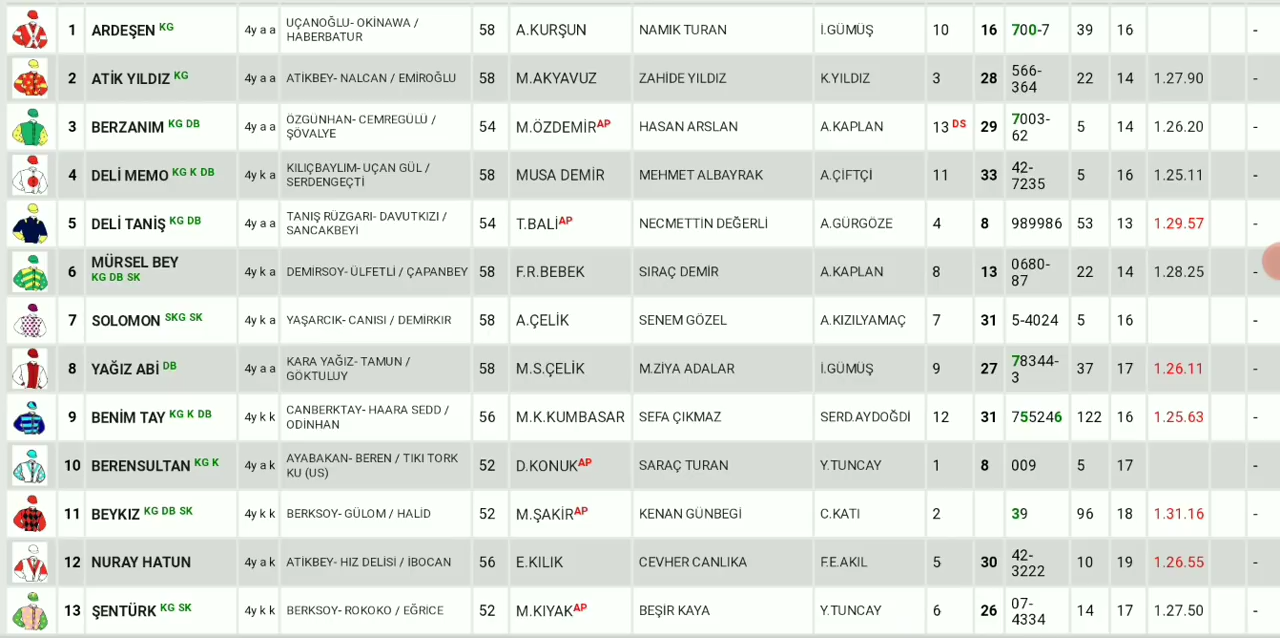 1 ARDEŞEN KG 4y a a UÇANOĞLU- OKİNAWA / HABERBATUR 58 A.KURŞUN NAMIK TURAN İ.GÜMÜŞ 10 16 700-7 39 16 -
2 ATİK YILDIZ KG 4y a a ATİKBEY- NALCAN / EMİROĞLU 58 M.AKYAVUZ ZAHİDE YILDIZ K.YILDIZ 3 28 566-364 22 14 1.27.90 -
3 BERZANIM KG DB 4y a a ÖZGÜNHAN- CEMREGÜLÜ / ŞÖVALYE 54 M.ÖZDEMİR AP HASAN ARSLAN A.KAPLAN 13 DS 29 7003-62 5 14 1.26.20 -
4 DELİ MEMO KG K DB 4y k a KILIÇBAYLIM- UÇAN GÜL / SERDENGEÇTİ 58 MUSA DEMİR MEHMET ALBAYRAK A.ÇİFTÇİ 11 33 42-7235 5 16 1.25.11 -
5 DELİ TANİŞ KG DB 4y a a TANIŞ RÜZGARI- DAVUTKIZI / SANCAKBEYİ 54 T.BALİ AP NECMETTİN DEĞERLİ A.GÜRGÖZE 4 8 989986 53 13 1.29.57 -
6 MÜRSEL BEY KG DB SK 4y k a DEMİRSOY- ÜLFETLİ / ÇAPANBEY 58 F.R.BEBEK SIRAÇ DEMİR A.KAPLAN 8 13 0680-87 22 14 1.28.25 -
7 SOLOMON SKG SK 4y k a YAŞARCIK- CANISI / DEMİRKIR 58 A.ÇELİK SENEM GÖZEL A.KIZILYAMAÇ 7 31 5-4024 5 16 -
8 YAĞIZ ABİ DB 4y a a KARA YAĞIZ- TAMUN / GÖKTULUY 58 M.S.ÇELİK M.ZİYA ADALAR İ.GÜMÜŞ 9 27 78344-3 37 17 1.26.11 -
9 BENİM TAY KG K DB 4y k k CANBERKTAY- HAARA SEDD / ODİNHAN 56 M.K.KUMBASAR SEFA ÇIKMAZ SERD.AYDOĞDİ 12 31 755246 122 16 1.25.63 -
10 BERENSULTAN KG K 4y a k AYABAKAN- BEREN / TIKI TORK KU (US) 52 D.KONUK AP SARAÇ TURAN Y.TUNCAY 1 8 009 5 17 -
11 BEYKIZ KG DB SK 4y k k BERKSOY- GÜLOM / HALİD 52 M.ŞAKİR AP KENAN GÜNBEGİ C.KATI 2 39 96 18 1.31.16 -
12 NURAY HATUN 4y a k ATİKBEY- HIZ DELİSİ / İBOCAN 56 E.KILIK CEVHER CANLIKA F.E.AKIL 5 30 42-3222 10 19 1.26.55 -
13 ŞENTÜRK KG SK 4y k k BERKSOY- ROKOKO / EĞRİCE 52 M.KIYAK AP BEŞİR KAYA Y.TUNCAY 6 26 07-4334 14 17 1.27.50 -